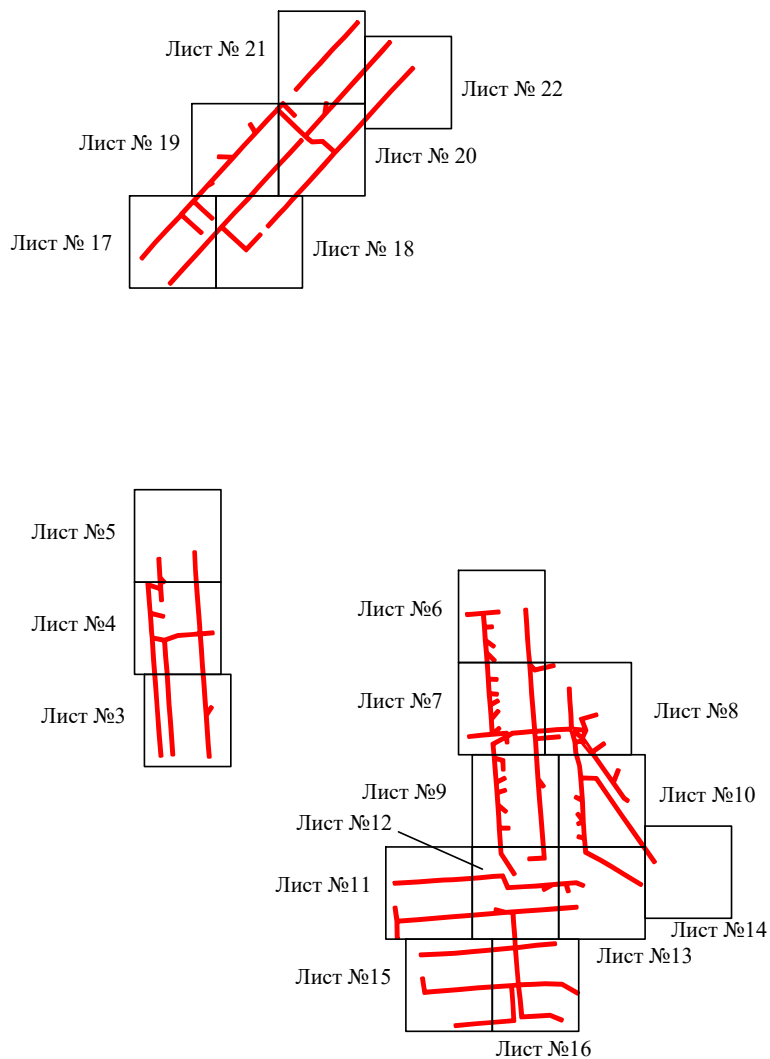 Лист № 21
Лист № 22
Лист № 19
Лист № 20
Лист № 17
Лист № 18
Лист №5
Лист №4
Лист №3
Лист №6
Лист №7
Лист №8
Лист №9
Лист №10
Лист №12
Лист №11
Лист №14
Лист №13
Лист №15
Лист №16